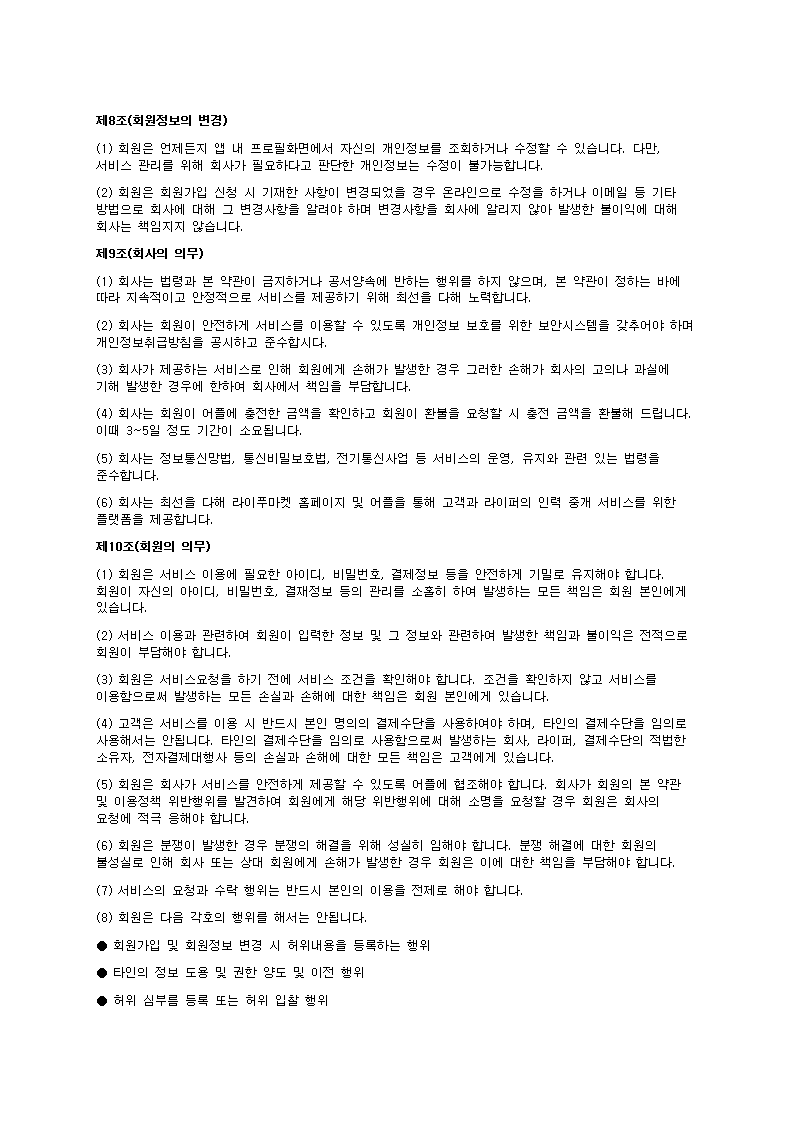 제8조(회원정보의 변경)
(1) 회원은 언제든지 앱 내 프로필화면에서 자신의 개인정보를 조회하거나 수정할 수 있습니다. 다만,
서비스 관리를 위해 회사가 필요하다고 판단한 개인정보는 수정이 불가능합니다.
(2) 회원은 회원가입 신청 시 기재한 사항이 변경되었을 경우 온라인으로 수정을 하거나 이메일 등 기타
방법으로 회사에 대해 그 변경사항을 알려야 하며 변경사항을 회사에 알리지 않아 발생한 불이익에 대해
회사는 책임지지 않습니다.
제9조(회사의 의무)
(1) 회사는 법령과 본 약관이 금지하거나 공서양속에 반하는 행위를 하지 않으며, 본 약관이 정하는 바에
따라 지속적이고 안정적으로 서비스를 제공하기 위해 최선을 다해 노력합니다.
(2) 회사는 회원이 안전하게 서비스를 이용할 수 있도록 개인정보 보호를 위한 보안시스템을 갖추어야 하며
개인정보취급방침을 공시하고 준수합시다.
(3) 회사가 제공하는 서비스로 인해 회원에게 손해가 발생한 경우 그러한 손해가 회사의 고의나 과실에
기해 발생한 경우에 한하여 회사에서 책임을 부담합니다.
(4) 회사는 회원이 어플에 충전한 금액을 확인하고 회원이 환불을 요청할 시 충전 금액을 환불해 드립니다.
이때 3~5일 정도 기간이 소요됩니다.
(5) 회사는 정보통신망법, 통신비밀보호법, 전기통신사업 등 서비스의 운영, 유지와 관련 있는 법령을
준수합니다.
(6) 회사는 최선을 다해 라이푸마켓 홈페이지 및 어플을 통해 고객과 라이퍼의 인력 중개 서비스를 위한
플랫폼을 제공합니다.
제10조(회원의 의무)
(1) 회원은 서비스 이용에 필요한 아이디, 비밀번호, 결제정보 등을 안전하게 기밀로 유지해야 합니다.
회원이 자신의 아이디, 비밀번호, 결재정보 등의 관리를 소홀히 하여 발생하는 모든 책임은 회원 본인에게
있습니다.
(2) 서비스 이용과 관련하여 회원이 입력한 정보 및 그 정보와 관련하여 발생한 책임과 불이익은 전적으로
회원이 부담해야 합니다.
(3) 회원은 서비스요청을 하기 전에 서비스 조건을 확인해야 합니다. 조건을 확인하지 않고 서비스를
이용함으로써 발생하는 모든 손실과 손해에 대한 책임은 회원 본인에게 있습니다.
(4) 고객은 서비스를 이용 시 반드시 본인 명의의 결제수단을 사용하여야 하며, 타인의 결제수단을 임의로
사용해서는 안됩니다. 타인의 결제수단을 임의로 사용함으로써 발생하는 회사, 라이퍼, 결제수단의 적법한
소유자, 전자결제대행사 등의 손실과 손해에 대한 모든 책임은 고객에게 있습니다.
(5) 회원은 회사가 서비스를 안전하게 제공할 수 있도록 어플에 협조해야 합니다. 회사가 회원의 본 약관
및 이용정책 위반행위를 발견하여 회원에게 해당 위반행위에 대해 소명을 요청할 경우 회원은 회사의
요청에 적극 응해야 합니다.
(6) 회원은 분쟁이 발생한 경우 분쟁의 해결을 위해 성실히 임해야 합니다. 분쟁 해결에 대한 회원의
불성실로 인해 회사 또는 상대 회원에게 손해가 발생한 경우 회원은 이에 대한 책임을 부담해야 합니다.
(7) 서비스의 요청과 수락 행위는 반드시 본인의 이용을 전제로 해야 합니다.
(8) 회원은 다음 각호의 행위를 해서는 안됩니다.
● 회원가입 및 회원정보 변경 시 허위내용을 등록하는 행위
● 타인의 정보 도용 및 권한 양도 및 이전 행위
● 허위 심부름 등록 또는 허위 입찰 행위